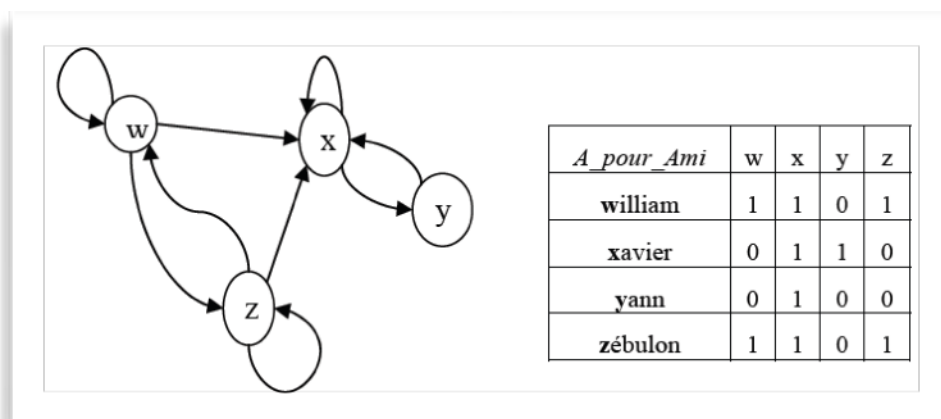 w
x
y
z
A_pour_Ami w x y z
william 1 1 0 1
xavier 0 1 1 0
yann 0 1 0 0
zébulon 1 1 0 1